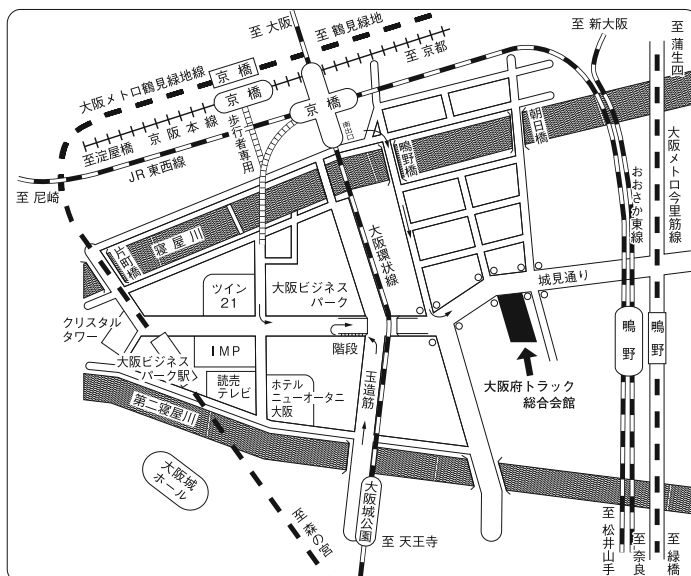 至 大阪
至 鶴見緑地
至 京都
大阪メトロ鶴見緑地線
京橋
京橋
京橋
京阪本線
至淀屋橋
歩行者専用
JR東西線
至 尼崎
南出口
鴫野橋
朝日橋
至 新大阪
至 蒲生四
大阪メトロ今里筋線
おおさか東線
片町橋
寝屋川
大阪環状線
城見通り
ツイン
21
大阪ビジネス
パーク
クリスタル
タワー
大阪ビジネス
パーク駅
IMP
階段
読売
テレビ
ホテル
ニューオータニ
大阪
玉造筋
大阪府トラック
総合会館
鴫野
鴫野
第二寝屋川
大阪城
ホール
至 森の宮
大阪城公園
至 天王寺
至 松井山手
至 奈良
至 緑橋